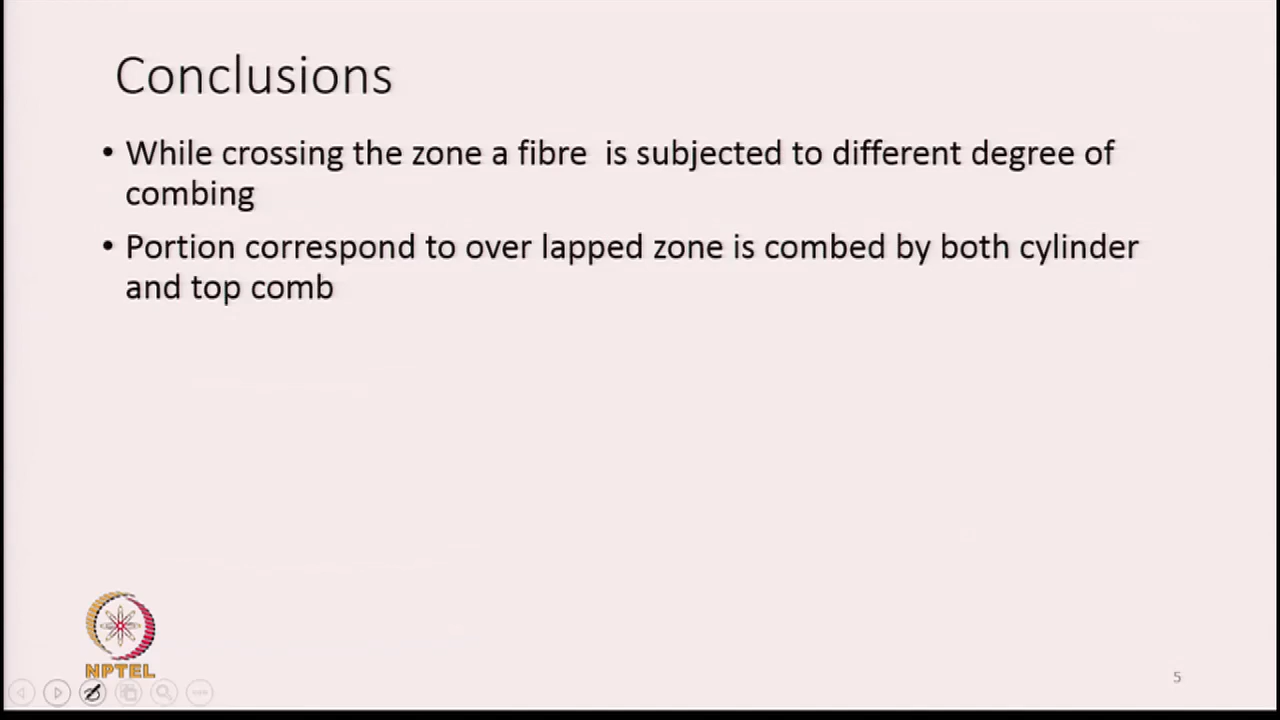 Conclusions
• While crossing the zone a fibre is subjected to different degree of
combing
• Portion correspond to over lapped zone is combed by both cylinder
and top comb
NPTEL
5